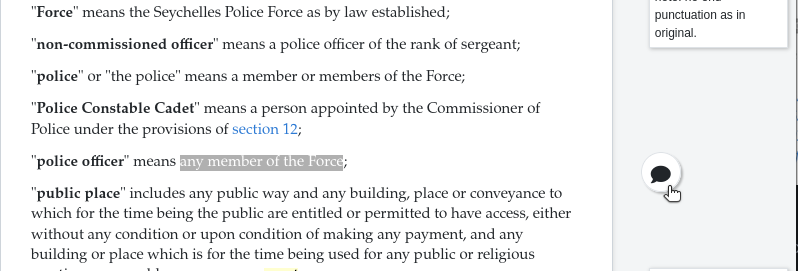 "Force" means the Seychelles Police Force as by law established;
"non-commissioned officer" means a police officer of the rank of sergeant;
"police" or "the police" means a member or members of the Force;
"Police Constable Cadet" means a person appointed by the Commissioner of
Police under the provisions of section 12;
"police officer" means any member of the Force;
"public place" includes any public way and any building, place or conveyance to
which for the time being the public are entitled or permitted to have access, either
without any condition or upon condition of making any payment, and any
building or place which is for the time being used for any public or religious
punctuation as in
original.